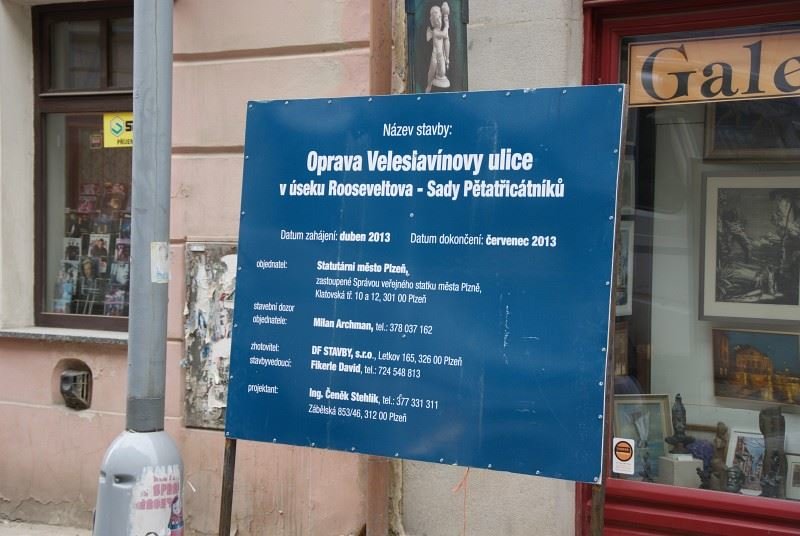 Název stavby:
Oprava Veleslavínovy ulice
v úseku Rooseveltova - Sady Pětatřicátníků
Datum zahájení: duben 2013 Datum dokončení: červenec 2013
objednatel: Statutární město Plzeň,
zastoupené Správou veřejného statku města Plzně,
Klatovská tř. 10 a 12, 301 00 Plzeň
stavební dozor
objednatele: Milan Archman, tel.: 378 037 162
zhotovitel: DF STAVBY, s.r.o., Letkov 165, 326 00 Plzeň
stavbyvedoucí: Fikerle David, tel.: 724 548 813
projektant: Ing. Čeněk Stehlík, tel.: 377 331 311
Zábělská 853/46, 312 00 Plzeň
Gale